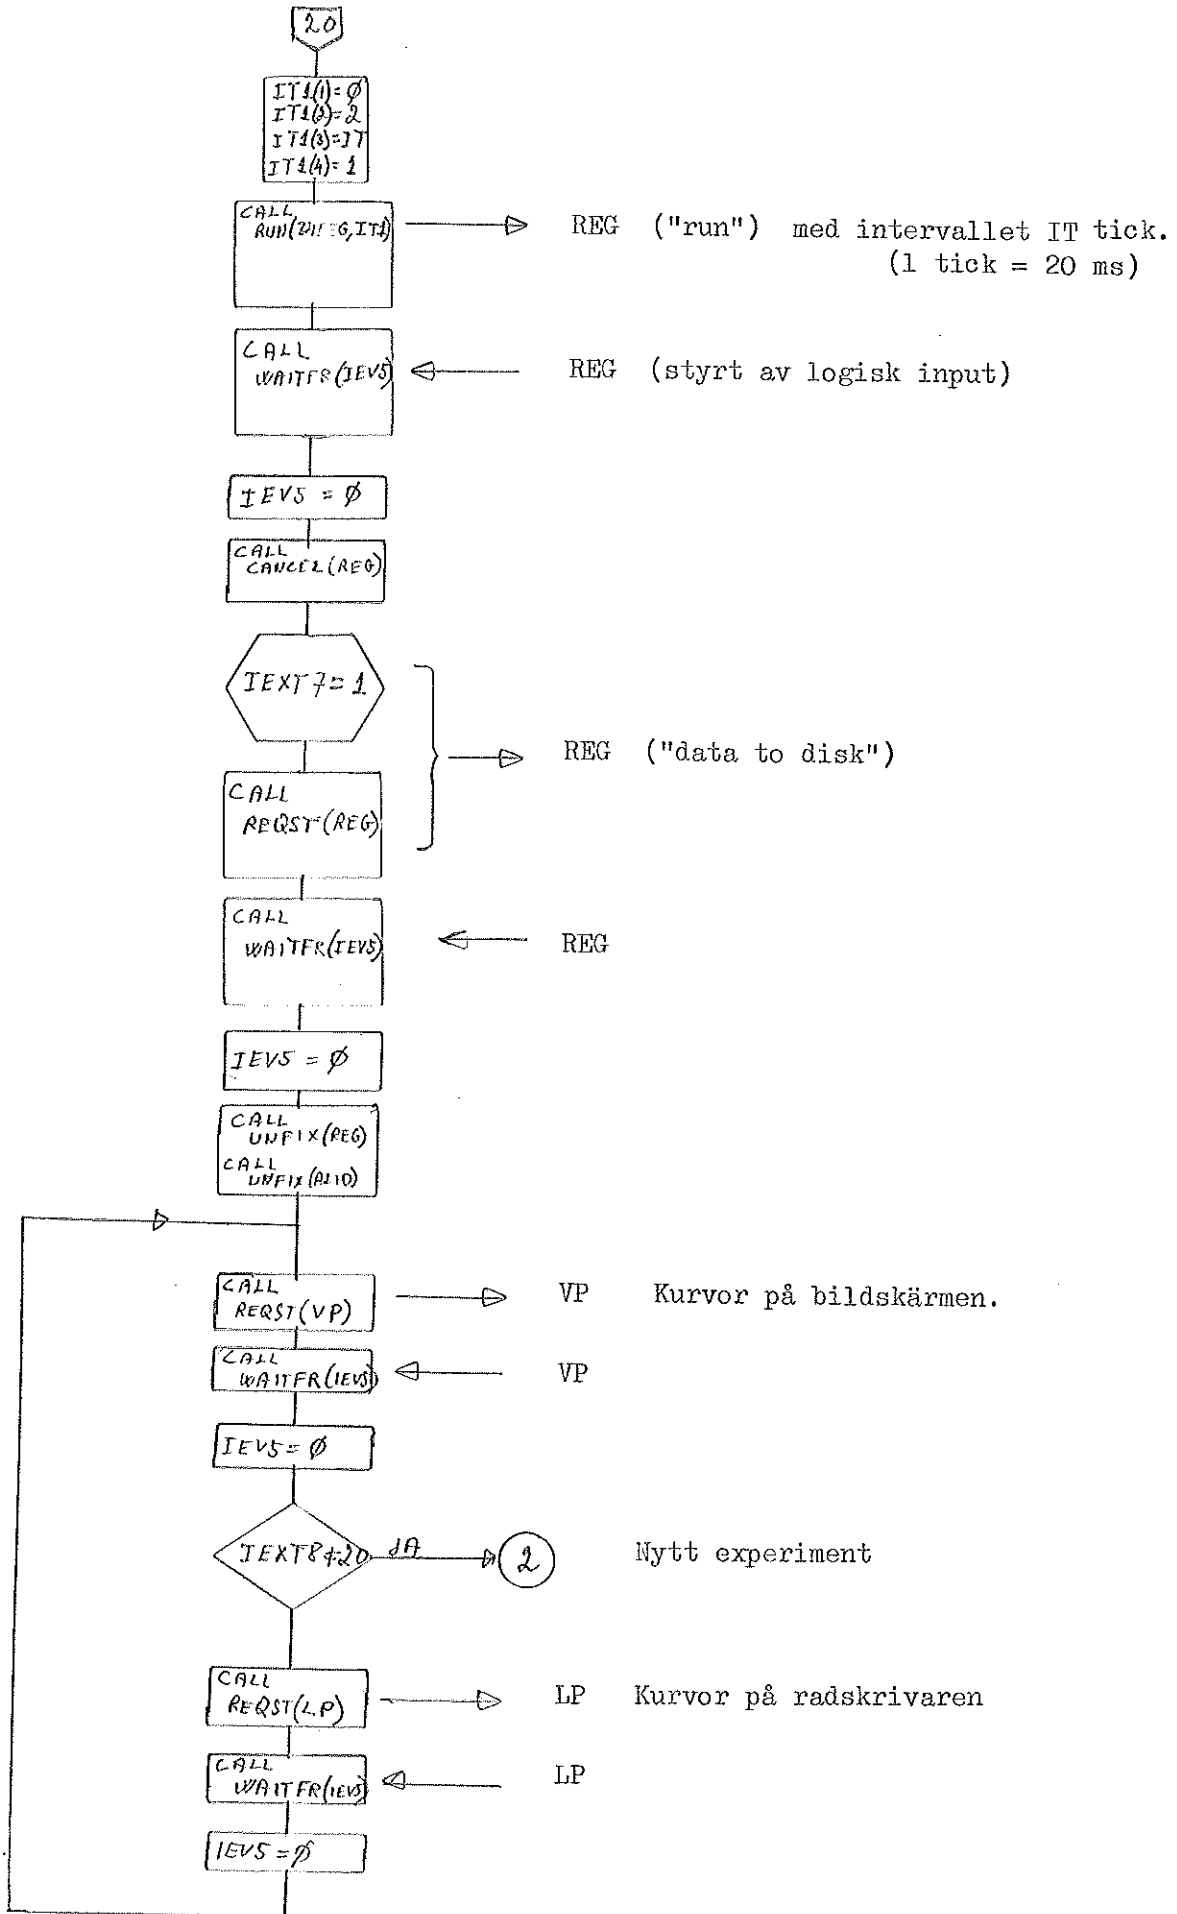 20
IT1(1)=Ø
IT1(2)=2
IT1(3)=IT
IT1(4)=1
CALL
RUN( ,IT1)
REG ("run") med intervallet IT tick.
(1 tick = 20 ms)
CALL
WAITFR(IEV5)
REG (styrt av logisk input)
IEV5 = Ø
CALL
CANCEL(REG)
IEXT7=1
REG ("data to disk")
CALL
REQST(REG)
CALL
WAITFR(IEV5)
REG
IEV5 = Ø
CALL
UNFIX(REG)
CALL
UNFIX(ALID)
CALL
REQST(VP)
VP Kurvor på bildskärmen.
CALL
WAITFR(IEV5)
VP
IEV5=Ø
IEXT8≠20
JA
2
Nytt experiment
CALL
REQST(LP)
LP Kurvor på radskrivaren
CALL
WAITFR(IEV5)
LP
IEV5=Ø